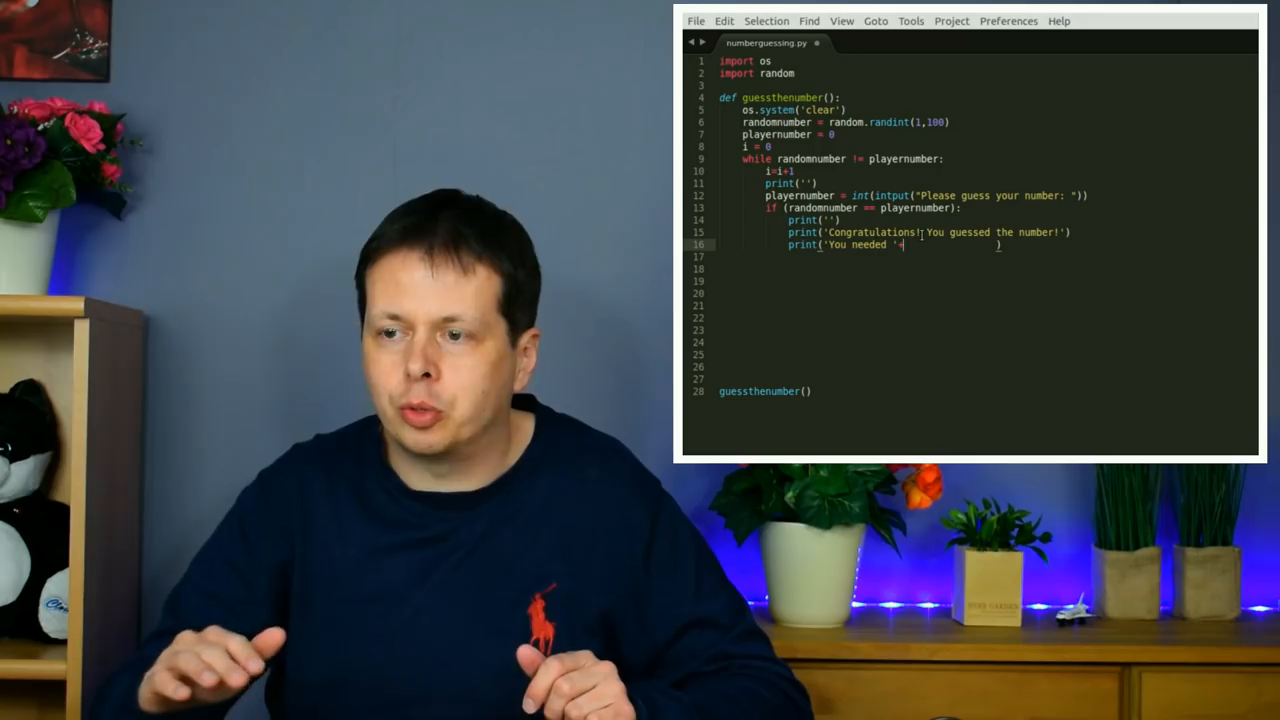 File Edit Selection Find View Goto Tools Project Preferences Help
numberguessing.py
1 import os
2 import random
3
4 def guessthenumber():
5 os.system('clear')
6 randomnumber = random.randint(1,100)
7 playernumber = 0
8 i = 0
9 while randomnumber != playernumber:
10 i=i+1
11 print('')
12 playernumber = int(intput("Please guess your number: "))
13 if (randomnumber == playernumber):
14 print('')
15 print('Congratulations! You guessed the number!')
16 print('You needed '+ )
17
18
19
20
21
22
23
24
25
26
27
28 guessthenumber()
HERB GARDEN